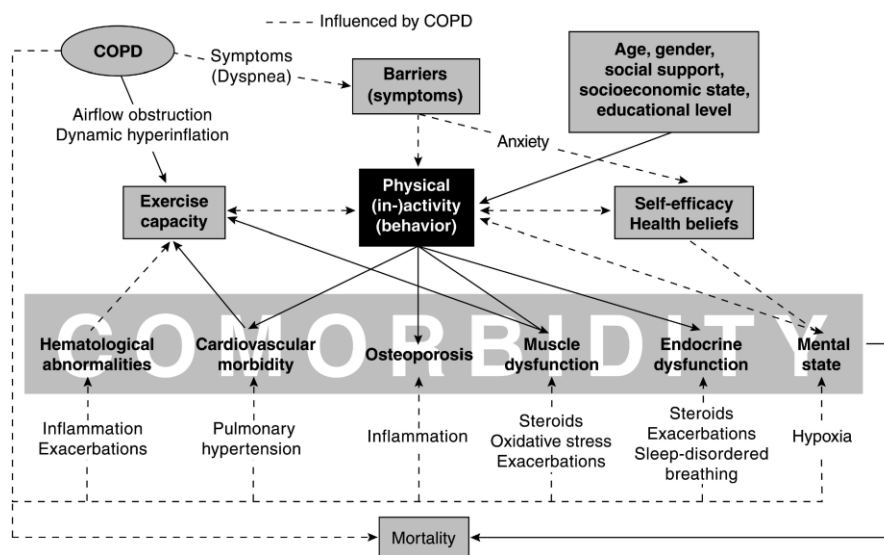 Influenced by COPD
COPD
Symptoms
(Dyspnea)
Barriers
(symptoms)
Age, gender,
social support,
socioeconomic state,
educational level
Airflow obstruction
Dynamic hyperinflation
Anxiety
Exercise
capacity
Physical
(in-)activity
(behavior)
Self-efficacy
Health beliefs
COMORBIDITY
Hematological
abnormalities
Cardiovascular
morbidity
Osteoporosis
Muscle
dysfunction
Endocrine
dysfunction
Mental
state
Inflammation
Exacerbations
Pulmonary
hypertension
Inflammation
Steroids
Oxidative stress
Exacerbations
Steroids
Exacerbations
Sleep-disordered
breathing
Hypoxia
Mortality